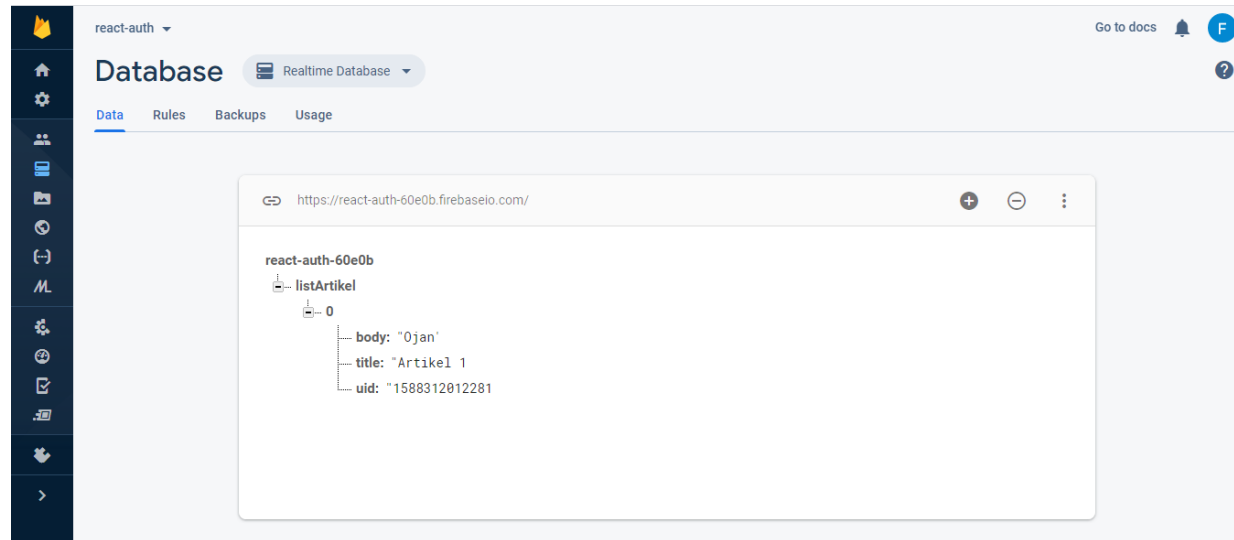 react-auth
Go to docs
F
Database
Realtime Database
?
Data Rules Backups Usage
https://react-auth-60e0b.firebaseio.com/
react-auth-60e0b
listArtikel
0
body: "Ojan'
title: "Artikel 1
uid: "1588312012281